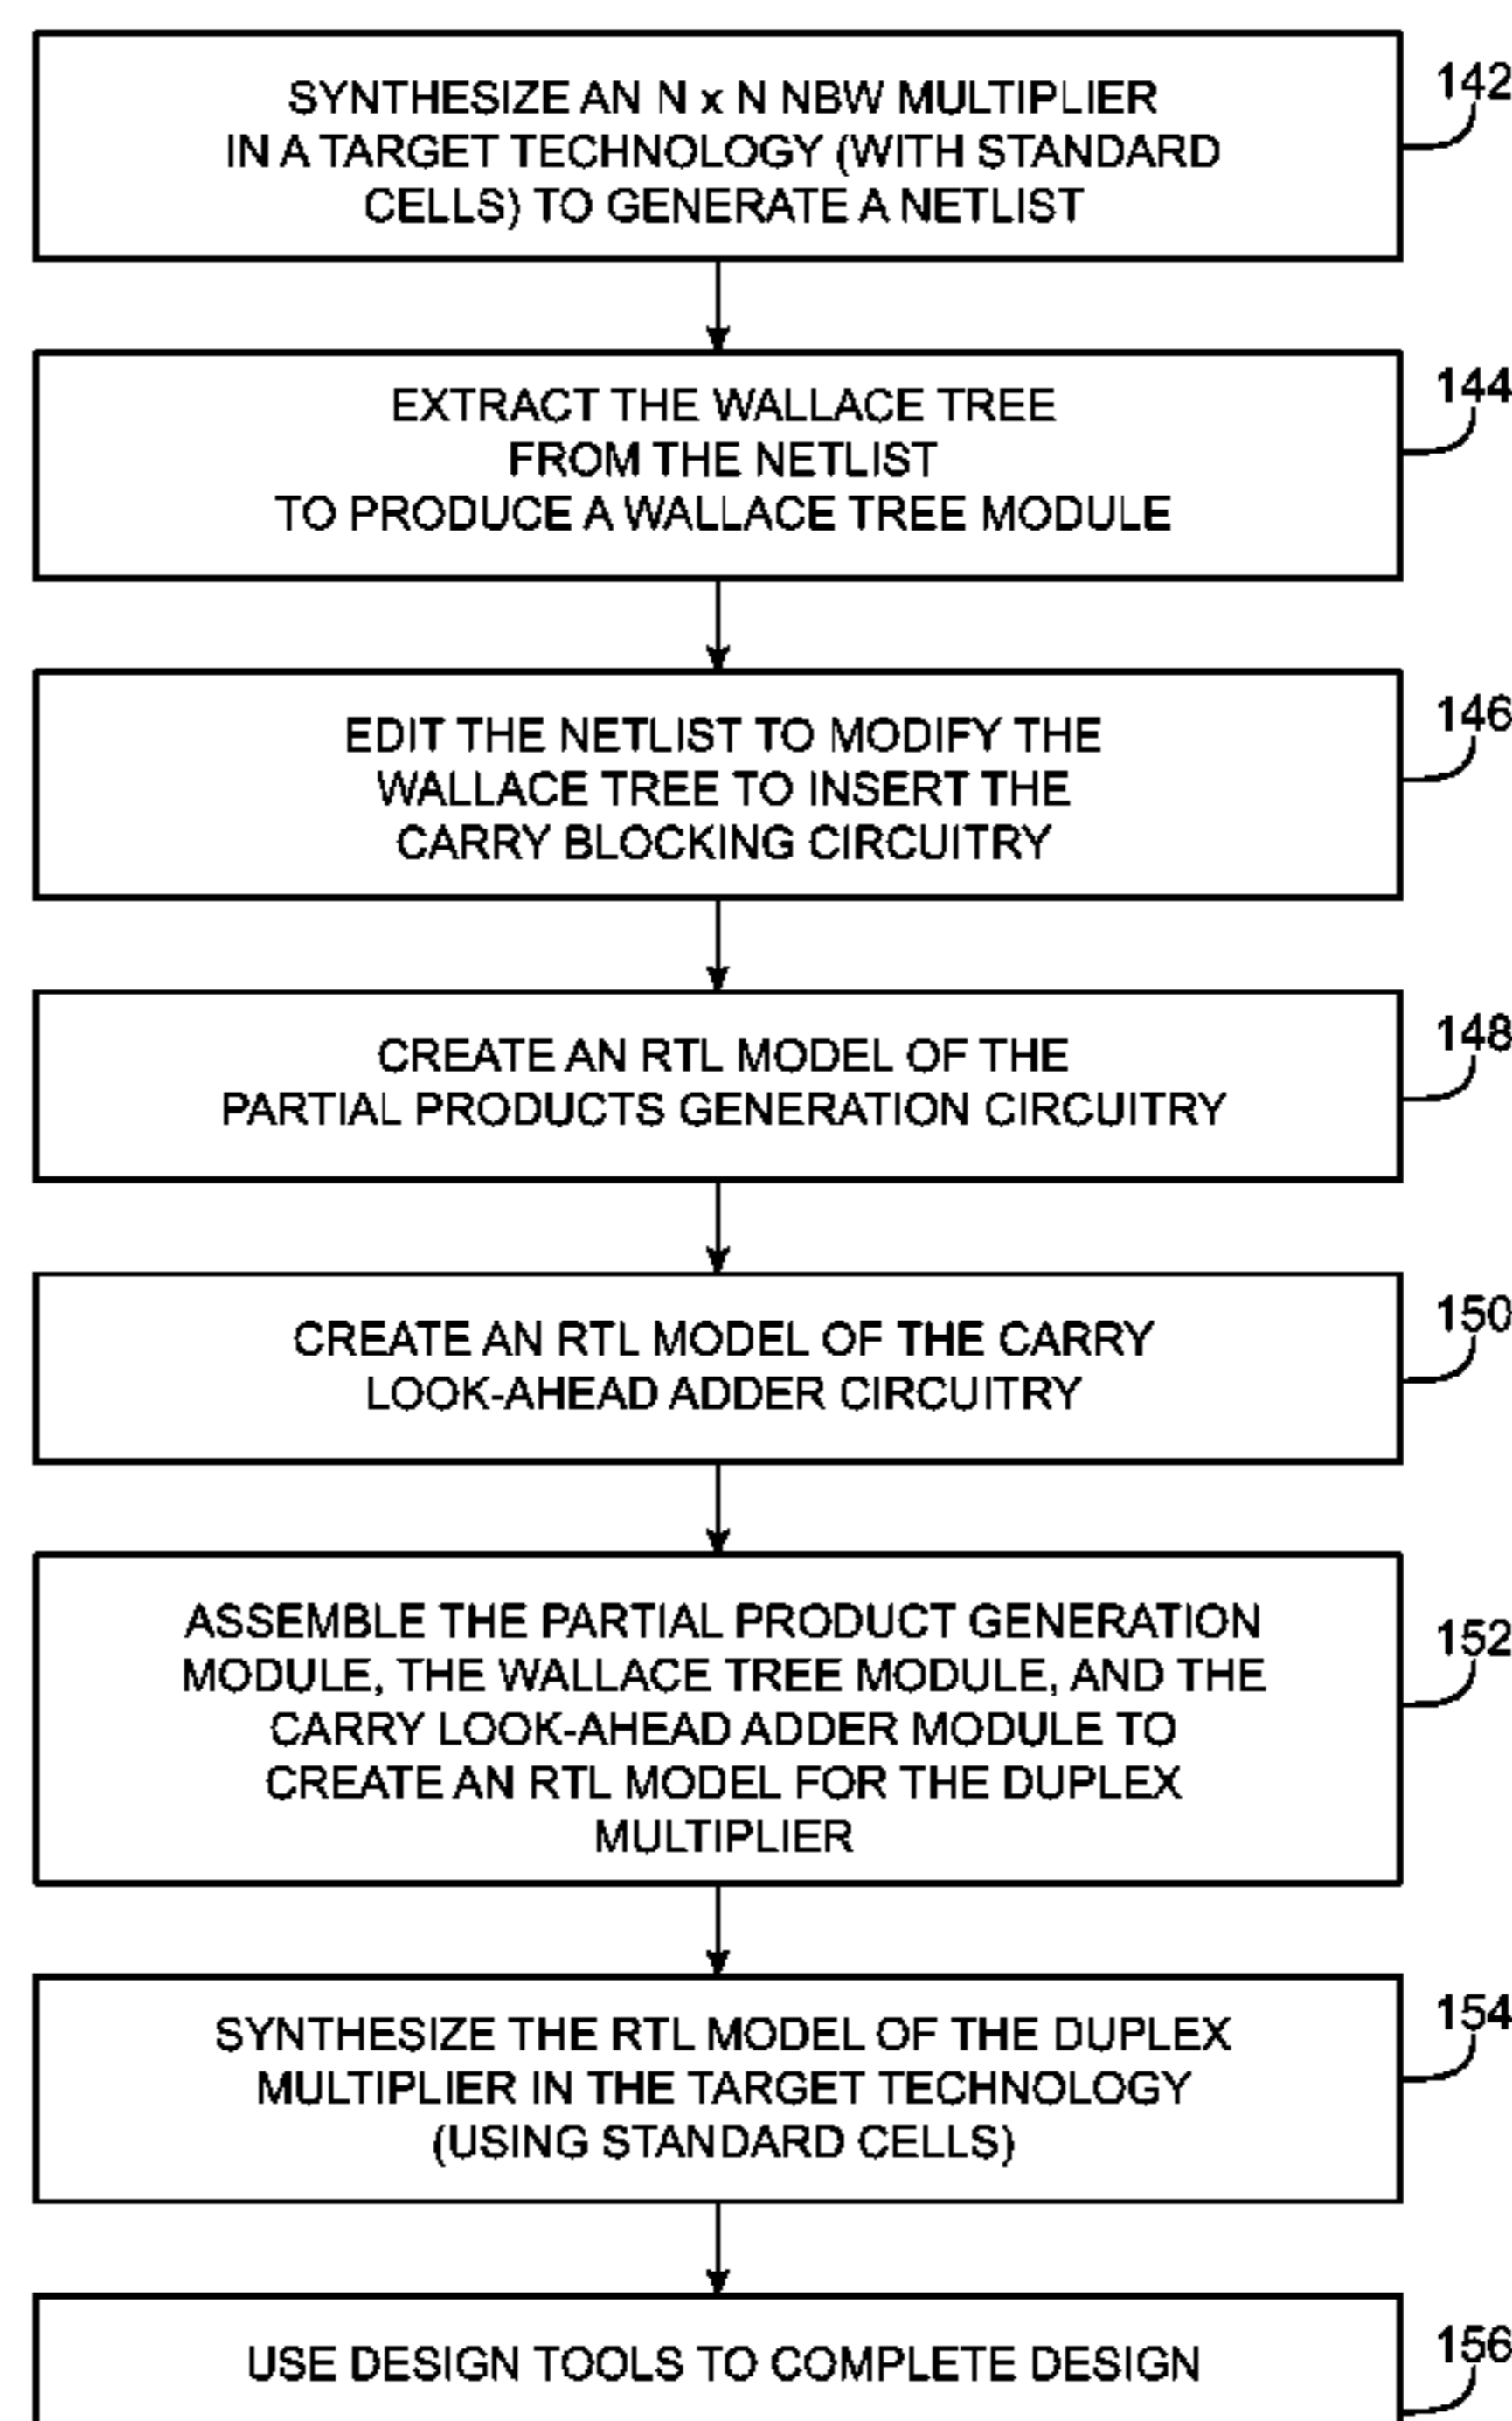 SYNTHESIZE AN N x N NBW MULTIPLIER
IN A TARGET TECHNOLOGY (WITH STANDARD
CELLS) TO GENERATE A NETLIST
142
EXTRACT THE WALLACE TREE
FROM THE NETLIST
TO PRODUCE A WALLACE TREE MODULE
144
EDIT THE NETLIST TO MODIFY THE
WALLACE TREE TO INSERT THE
CARRY BLOCKING CIRCUITRY
146
CREATE AN RTL MODEL OF THE
PARTIAL PRODUCTS GENERATION CIRCUITRY
148
CREATE AN RTL MODEL OF THE CARRY
LOOK-AHEAD ADDER CIRCUITRY
150
ASSEMBLE THE PARTIAL PRODUCT GENERATION
MODULE, THE WALLACE TREE MODULE, AND THE
CARRY LOOK-AHEAD ADDER MODULE TO
CREATE AN RTL MODEL FOR THE DUPLEX
MULTIPLIER
152
SYNTHESIZE THE RTL MODEL OF THE DUPLEX
MULTIPLIER IN THE TARGET TECHNOLOGY
(USING STANDARD CELLS)
154
USE DESIGN TOOLS TO COMPLETE DESIGN
156